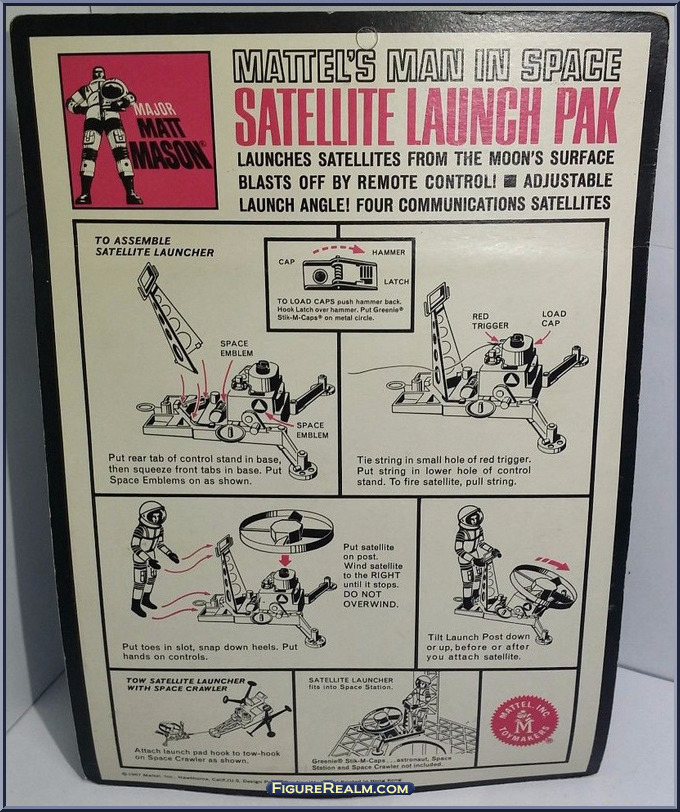 MAJOR
MATT
MASON®
MATTEL'S MAN IN SPACE
SATELLITE LAUNCH PAK
LAUNCHES SATELLITES FROM THE MOON'S SURFACE
BLASTS OFF BY REMOTE CONTROL! ■ ADJUSTABLE
LAUNCH ANGLE! FOUR COMMUNICATIONS SATELLITES
TO ASSEMBLE
SATELLITE LAUNCHER
SPACE
EMBLEM
SPACE
EMBLEM
Put rear tab of control stand in base,
then squeeze front tabs in base. Put
Space Emblems on as shown.
CAP
HAMMER
LATCH
TO LOAD CAPS push hammer back.
Hook Latch over hammer. Put Greenie®
Stik-M-Caps® on metal circle.
RED
TRIGGER
LOAD
CAP
Tie string in small hole of red trigger.
Put string in lower hole of control
stand. To fire satellite, pull string.
Put satellite
on post.
Wind satellite
to the RIGHT
until it stops.
DO NOT
OVERWIND.
Put toes in slot, snap down heels. Put
hands on controls.
Tilt Launch Post down
or up, before or after
you attach satellite.
TOW SATELLITE LAUNCHER
WITH SPACE CRAWLER
Attach launch pad hook to tow-hook
on Space Crawler as shown.
SATELLITE LAUNCHER
fits into Space Station.
Greenie® Stik-M-Caps...astronaut, Space
Station and Space Crawler not included.
MATTEL, INC.
M
TOYMAKERS
®
© 1967 Mattel, Inc., Hawthorne, Calif./U.S. Design Hong Kong
FigureRealm.com